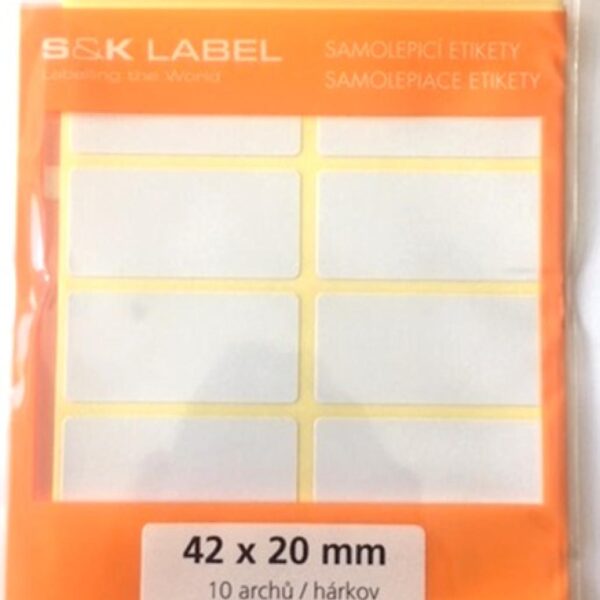 S&K LABEL
Labelling the World
SAMOLEPICÍ ETIKETY
SAMOLEPIACE ETIKETY
42 x 20 mm
10 archů / hárkov